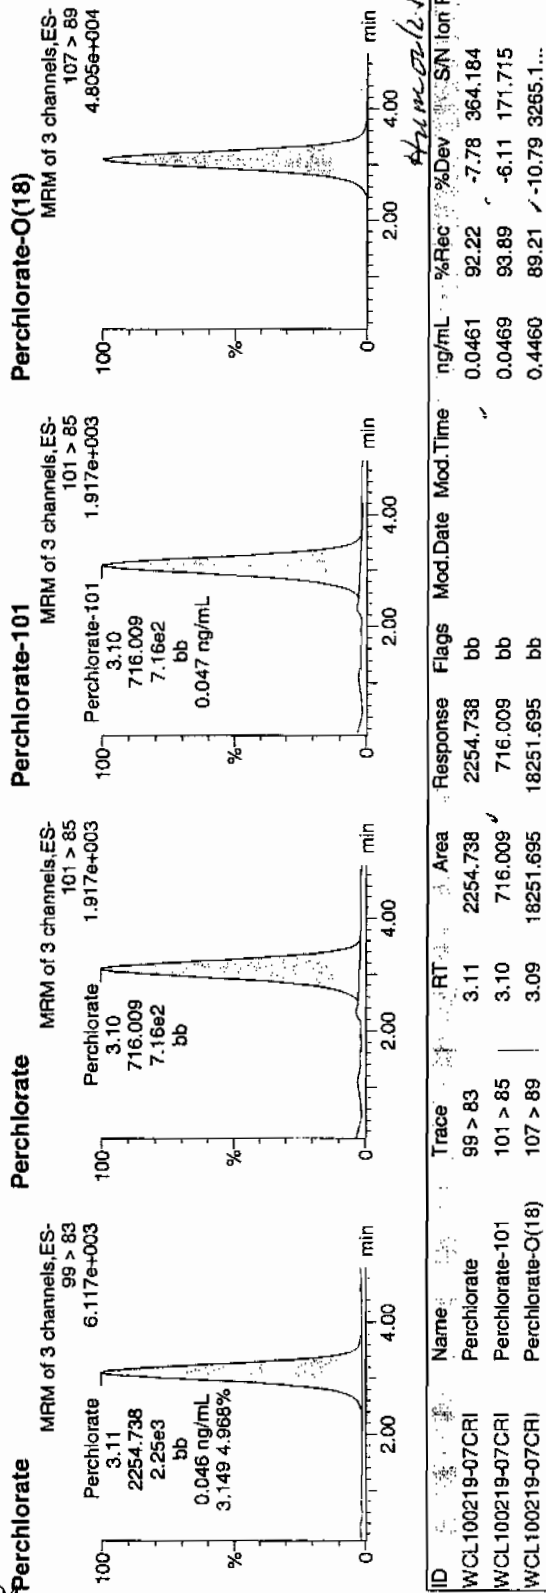 Perchlorate
MRM of 3 channels,ES-
99 > 83
6.117e+003
100
Perchlorate
3.11
2254.738
2.25e3
bb
0.046 ng/mL
3.149 4.968%
%
0
2.00
4.00
min
Perchlorate
MRM of 3 channels,ES-
101 > 85
1.917e+003
100
Perchlorate
3.10
716.009
7.16e2
bb
%
0
2.00
4.00
min
Perchlorate-101
MRM of 3 channels,ES-
101 > 85
1.917e+003
100
Perchlorate-101
3.10
716.009
7.16e2
bb
0.047 ng/mL
%
0
2.00
4.00
min
Perchlorate-O(18)
MRM of 3 channels,ES-
107 > 89
4.805e+004
100
%
0
2.00
4.00
min
ID Name Trace RT Area Response Flags Mod.Date Mod.Time ng/mL %Rec %Dev S/N Ion
WCL100219-07CRI Perchlorate 99 > 83 3.11 2254.738 2254.738 bb 0.0461 92.22 -7.78 364.184
WCL100219-07CRI Perchlorate-101 101 > 85 3.10 716.009 716.009 bb 0.0469 93.89 -6.11 171.715
WCL100219-07CRI Perchlorate-O(18) 107 > 89 3.09 18251.695 18251.695 bb 0.4460 89.21 -10.79 3265.1...